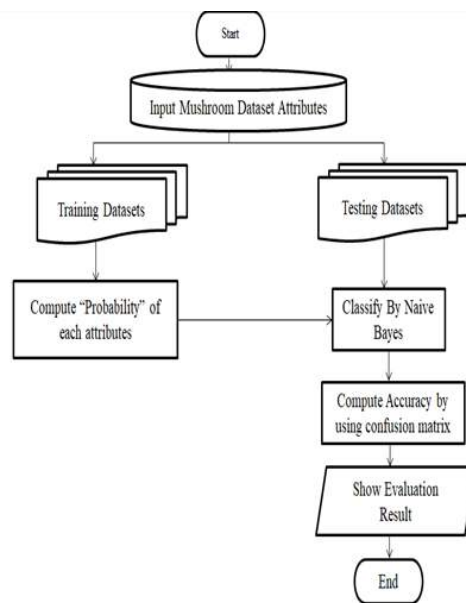 Start
Input Mushroom Dataset Attributes
Training Datasets
Testing Datasets
Compute “Probability” of
each attributes
Classify By Naive
Bayes
Compute Accuracy by
using confusion matrix
Show Evaluation
Result
End